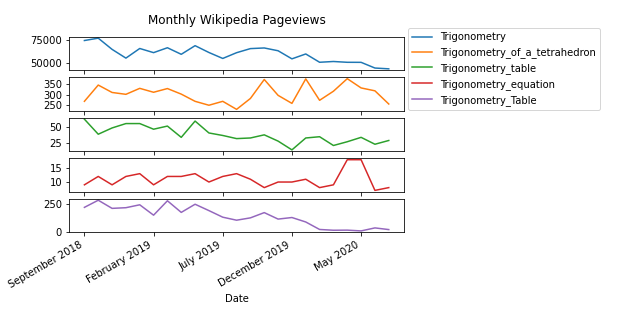 Monthly Wikipedia Pageviews
75000
50000
350
300
250
50
25
15
10
250
0
September 2018
February 2019
July 2019
December 2019
May 2020
Date
Trigonometry
Trigonometry_of_a_tetrahedron
Trigonometry_table
Trigonometry_equation
Trigonometry_Table